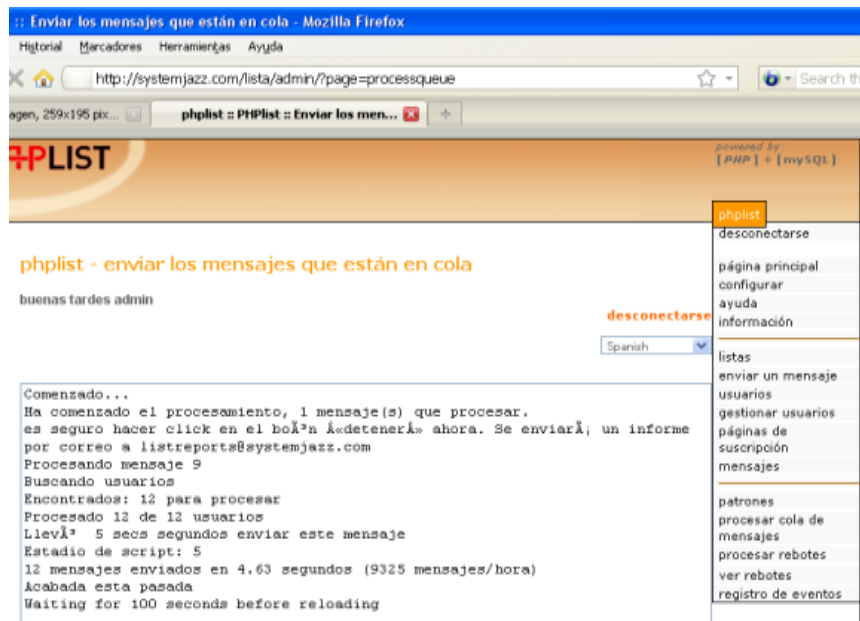 :: Enviar los mensajes que están en cola - Mozilla Firefox
Historial Marcadores Herramientas Ayuda
http://systemjazz.com/lista/admin/?page=processqueue
Search th
agen, 259x195 pix...
phplist :: PHPlist :: Enviar los men...
PLIST
powered by:
[PHP] + [mySQL]
phplist
desconectarse
phplist - enviar los mensajes que están en cola
página principal
configurar
buenas tardes admin
ayuda
desconectarse
información
Spanish
listas
enviar un mensaje
usuarios
gestionar usuarios
páginas de
suscripción
mensajes
patrones
procesar cola de
mensajes
procesar rebotes
ver rebotes
registro de eventos
Comenzado...
Ha comenzado el procesamiento, 1 mensaje(s) que procesar.
es seguro hacer click en el boÃ³n Â«detenerÂ» ahora. Se enviarÃ¡ un informe
por correo a listreports@systemjazz.com
Procesando mensaje 9
Buscando usuarios
Encontrados: 12 para procesar
Procesado 12 de 12 usuarios
LlevÃ³ 5 secs segundos enviar este mensaje
Estadio de script: 5
12 mensajes enviados en 4.63 segundos (9325 mensajes/hora)
Acabada esta pasada
Waiting for 100 seconds before reloading